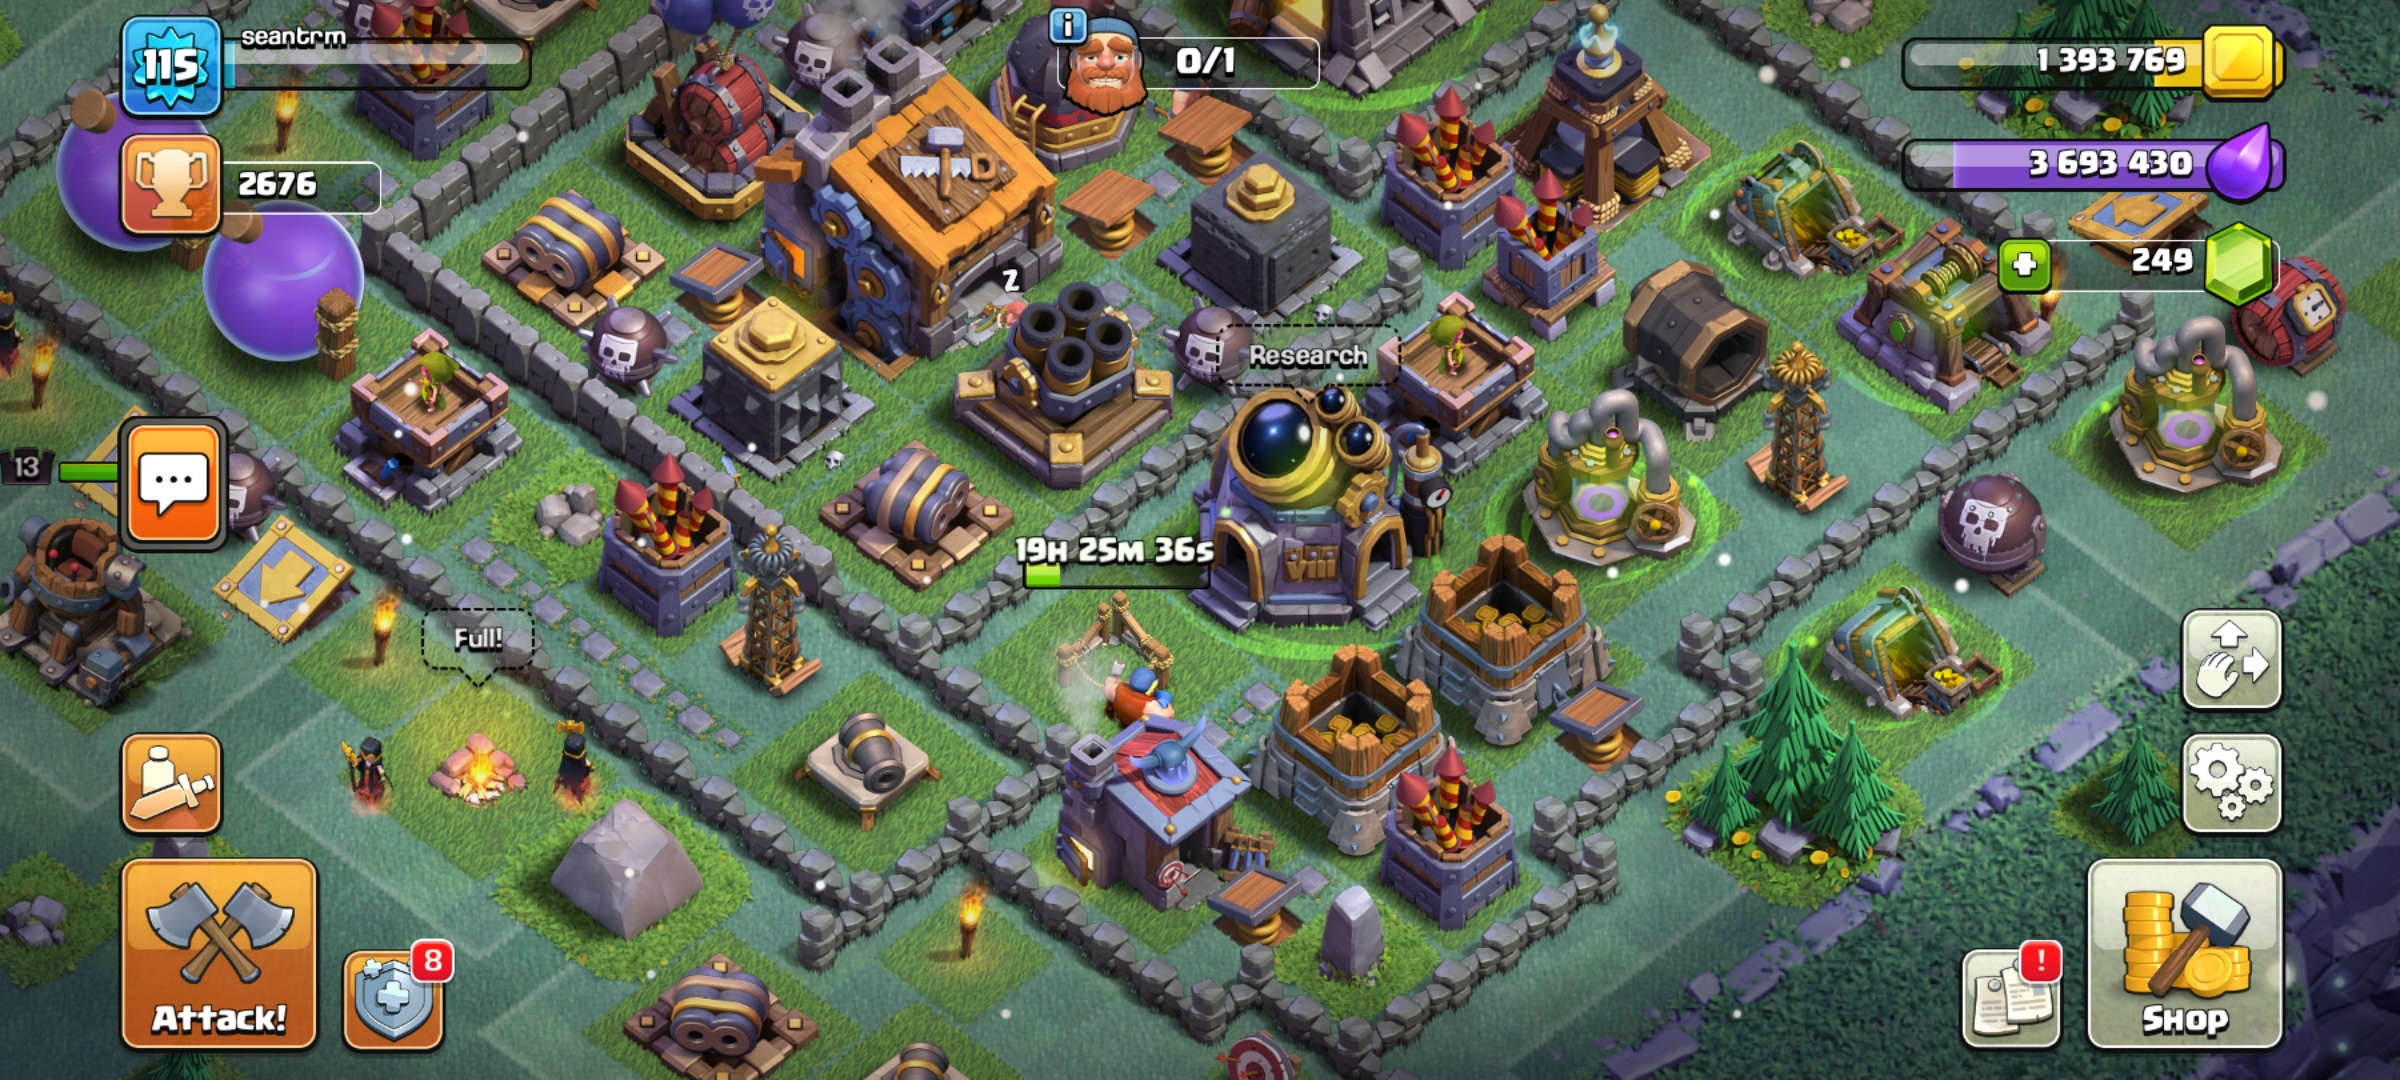 115
seantrm
0/1
1 393 769
2676
3 693 430
249
z
Research
13
19H 25M 36S
VIII
Full!
8
Attack!
!
Shop